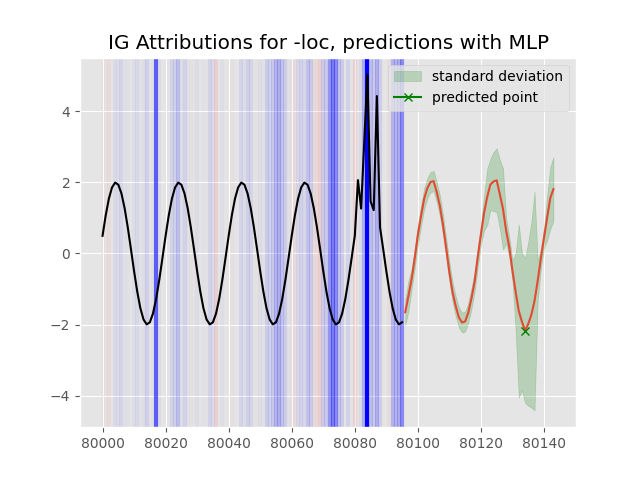 IG Attributions for -loc, predictions with MLP
standard deviation
predicted point
4
2
0
−2
−4
80000 80020 80040 80060 80080 80100 80120 80140